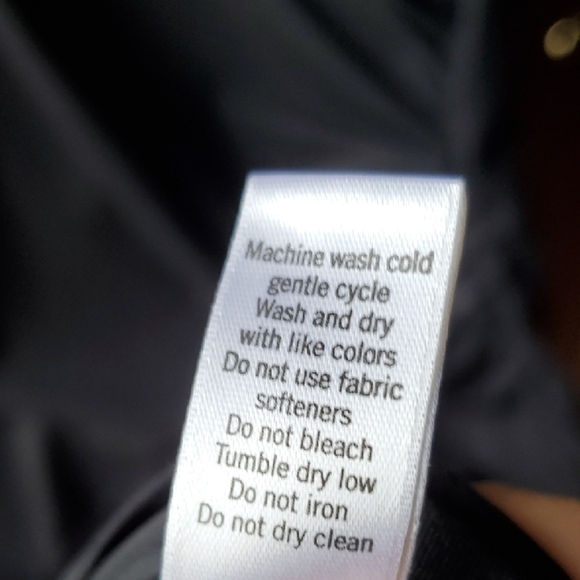 Machine wash cold
gentle cycle
Wash and dry
with like colors
Do not use fabric
softeners
Do not bleach
Tumble dry low
Do not iron
Do not dry clean